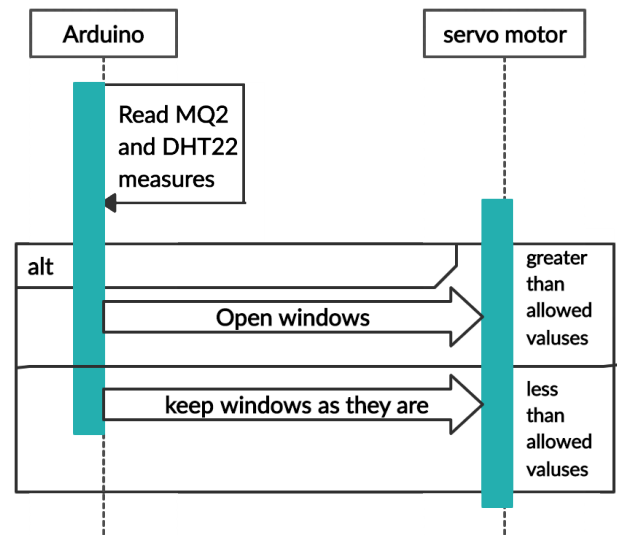 Arduino
servo motor
Read MQ2
and DHT22
measures
alt
greater
than
allowed
valuses
Open windows
less
than
allowed
valuses
keep windows as they are